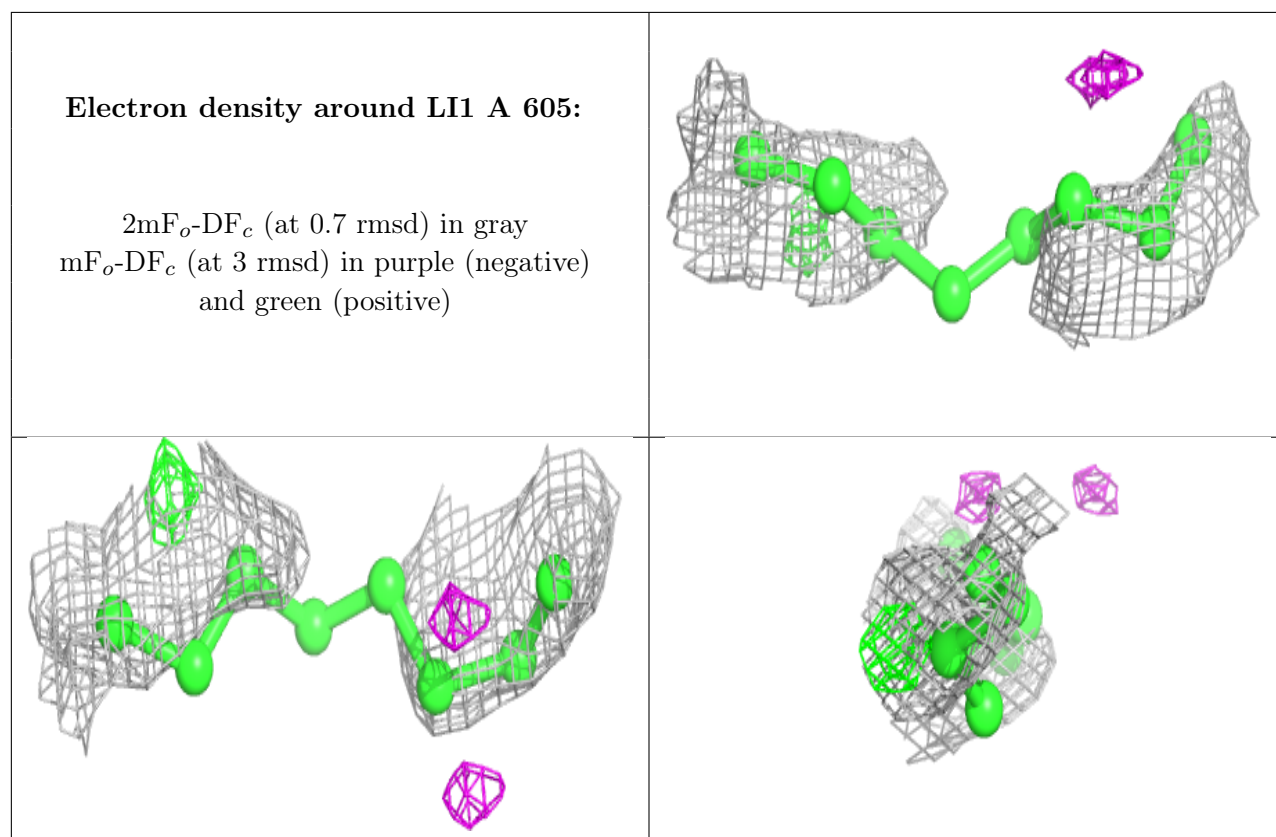 Electron density around LI1 A 605:
2mFo-DFc (at 0.7 rmsd) in gray
mFo-DFc (at 3 rmsd) in purple (negative)
and green (positive)